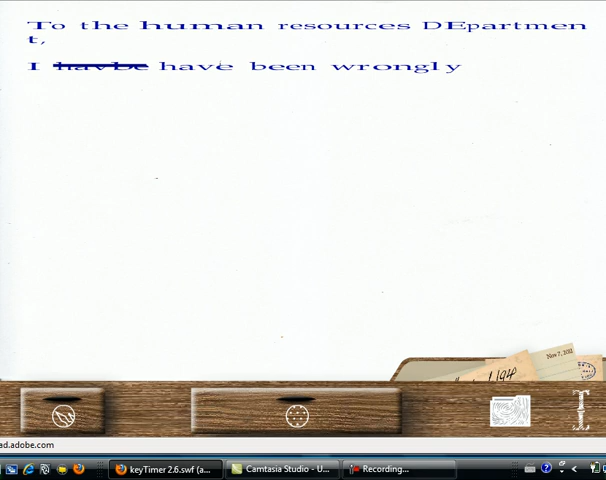 To the human resources DEpartmen
t,
I havbe have been wrongly
Nov 7, 2011
ad.adobe.com
keyTimer 2.6.swf (a...
Camtasia Studio - U...
Recording...